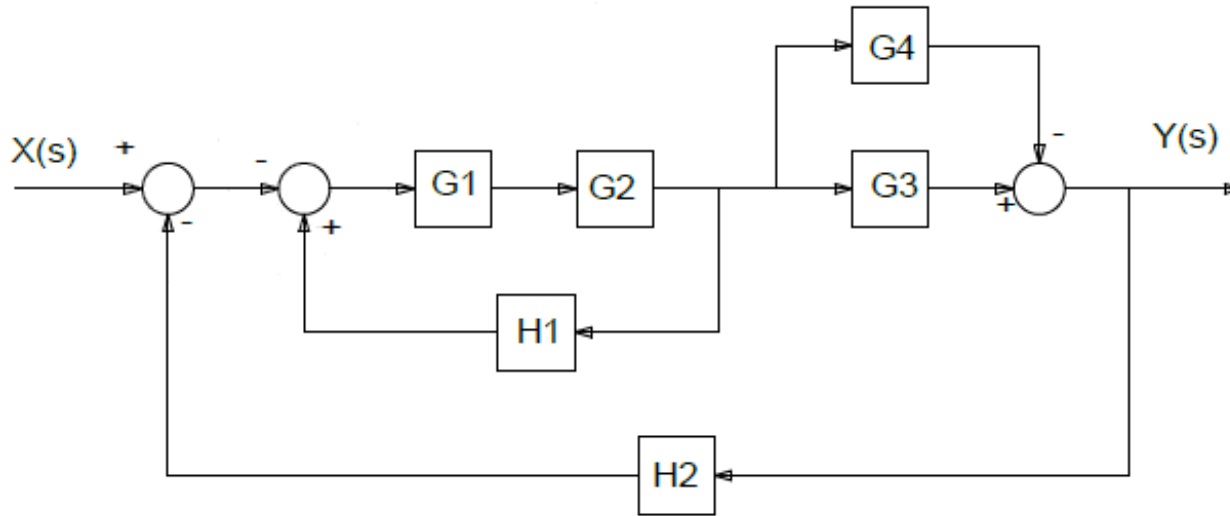 G4
X(s) + - - Y(s)
G1 G2 G3
- + +
H1
H2